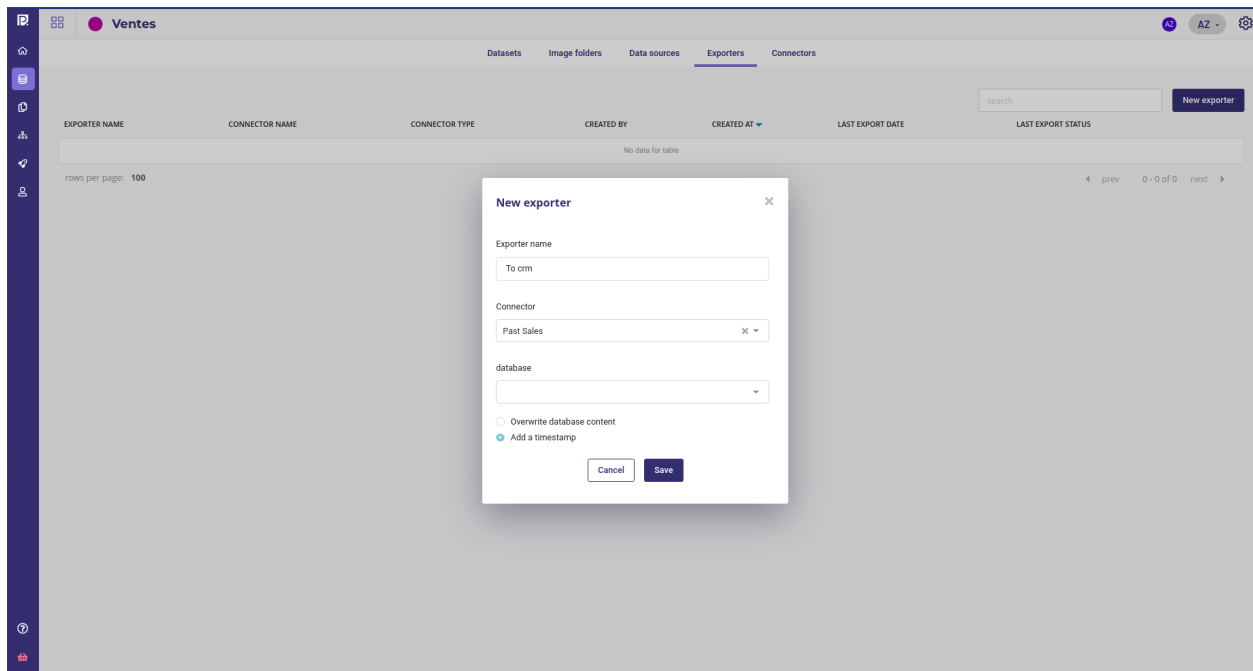 Ventes
AZ
AZ
Datasets Image folders Data sources Exporters Connectors
search
New exporter
EXPORTER NAME CONNECTOR NAME CONNECTOR TYPE CREATED BY CREATED AT LAST EXPORT DATE LAST EXPORT STATUS
No data for table
rows per page: 100
prev 0 - 0 of 0 next
New exporter
Exporter name
To crm
Connector
Past Sales
database
Overwrite database content
Add a timestamp
Cancel Save